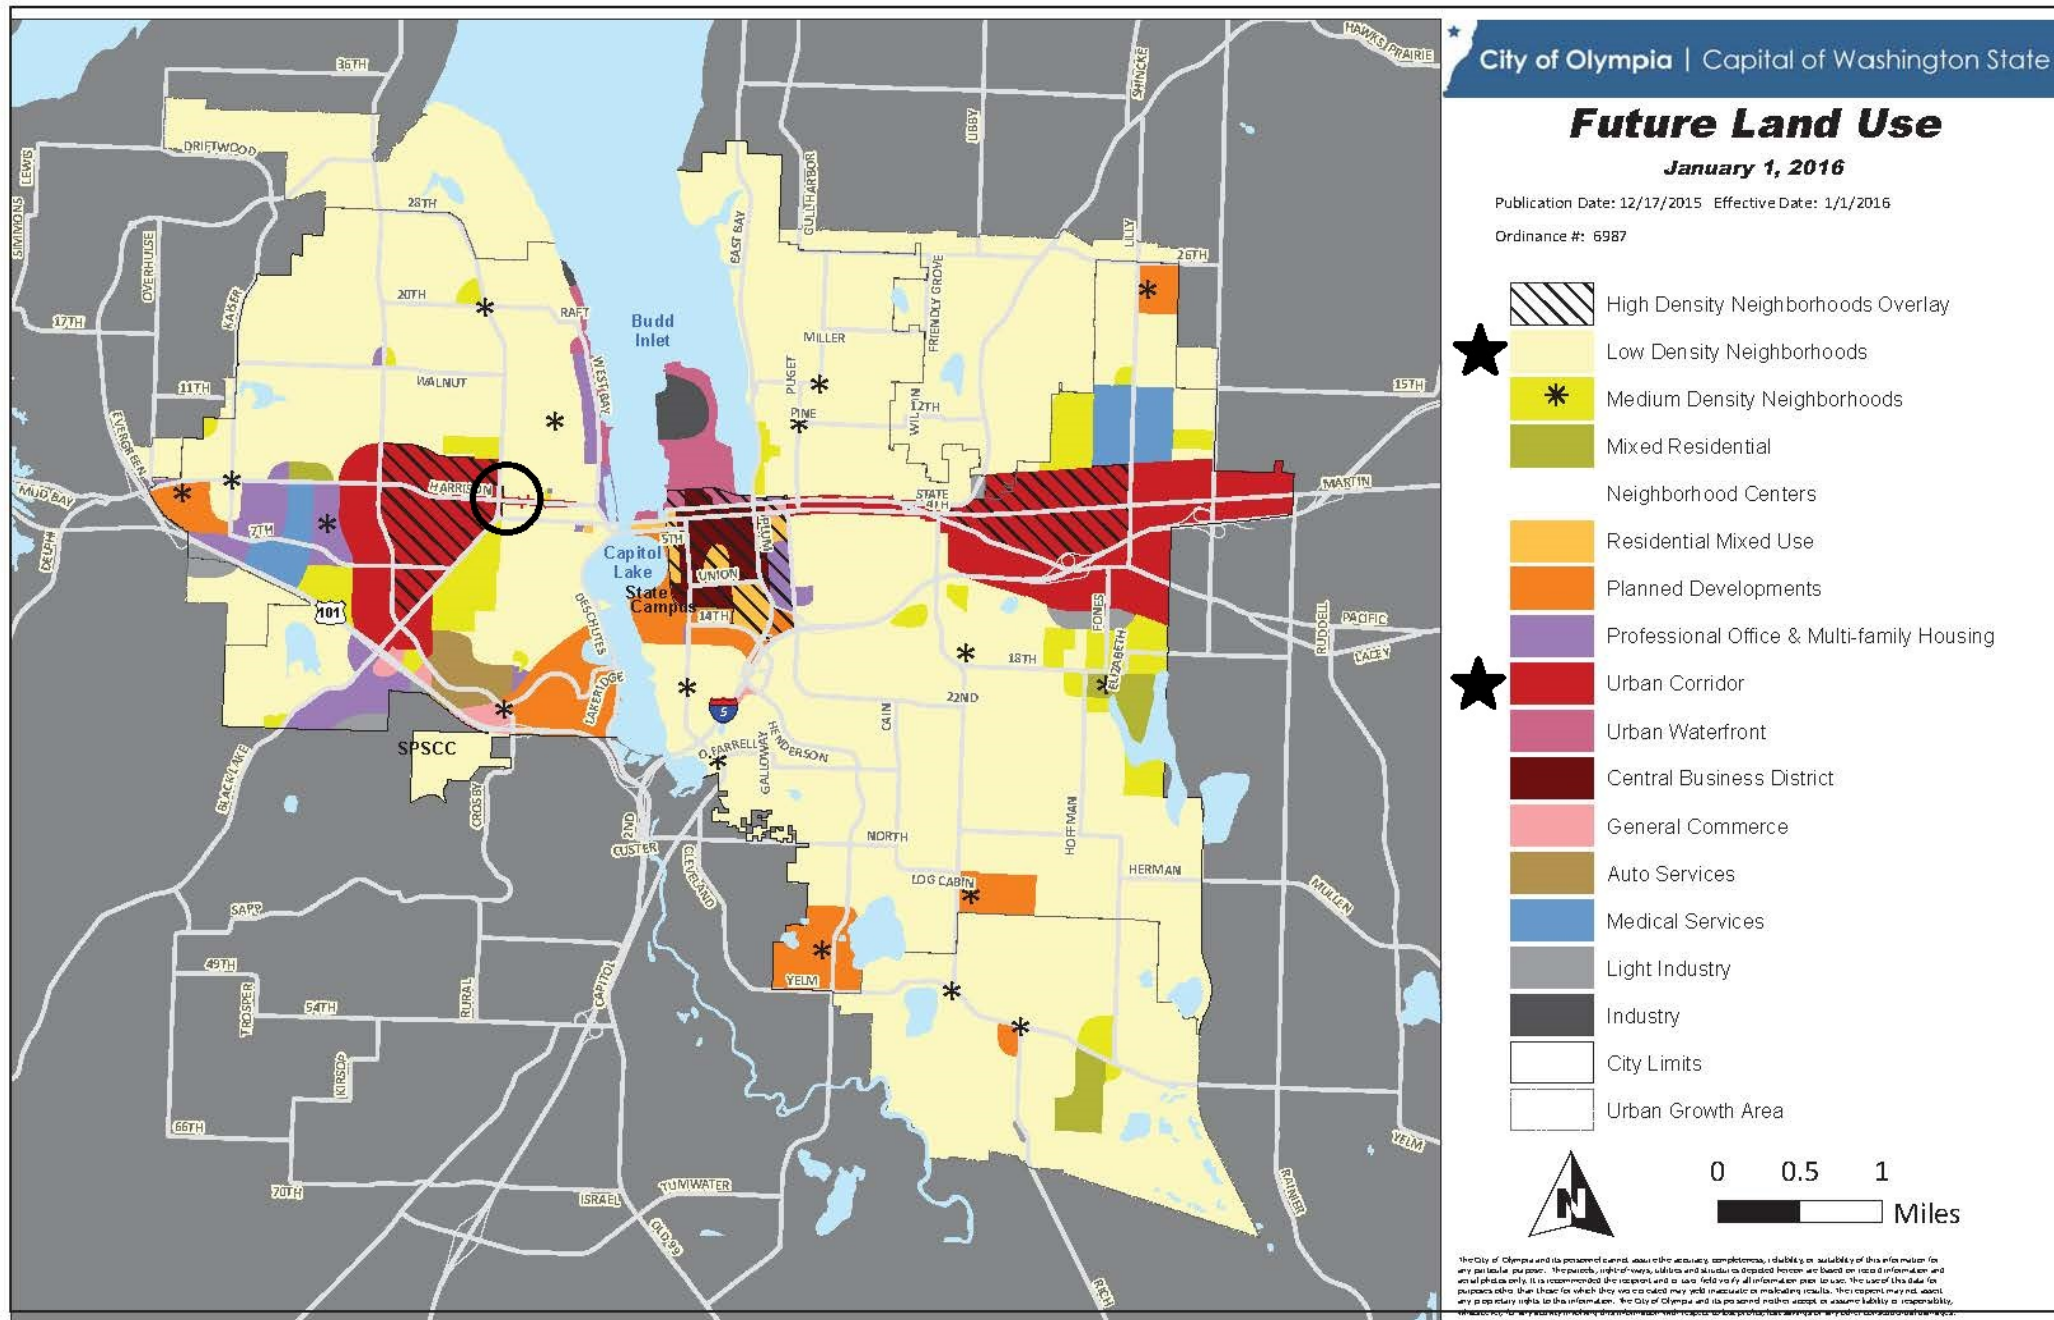 City of Olympia | Capital of Washington State
Future Land Use
January 1, 2016
Publication Date: 12/17/2015 Effective Date: 1/1/2016
Ordinance #: 6987
High Density Neighborhoods Overlay
Low Density Neighborhoods
Medium Density Neighborhoods
Mixed Residential
Neighborhood Centers
Residential Mixed Use
Planned Developments
Professional Office & Multi-family Housing
Urban Corridor
Urban Waterfront
Central Business District
General Commerce
Auto Services
Medical Services
Light Industry
Industry
City Limits
Urban Growth Area
N
0 0.5 1
Miles
HAWKS PRAIRIE
36TH
SHINCKE
LIBBY
DRIFTWOOD
LEWIS
GULL HARBOR
SIMMONS
28TH
EAST BAY
LILLY
OVERHULSE
26TH
FRIENDLY GROVE
KAISER
20TH
RAFT
17TH
Budd
Inlet
MILLER
WALNUT
WEST BAY
PUGET
11TH
15TH
12TH
PINE
EVERGREEN
MUD BAY
HARRISON
STATE
4TH
MARTIN
7TH
PLUM
DELPHI
5TH
Capitol
Lake
UNION
State
Campus
101
14TH
DESCHUTES
FONES
RUDDELL
PACIFIC
ELIZABETH
LACEY
18TH
22ND
LAKERIDGE
5
CAIN
SPSCC
HENDERSON
O FARRELL
GALLOWAY
BLACK LAKE
CROSBY
2ND
HOFFMAN
NORTH
CUSTER
CLEVELAND
LOG CABIN
HERMAN
MULLEN
SAPP
49TH
YELM
TROSPER
54TH
RURAL
CAPITOL
KIRSOP
66TH
YELM
70TH
ISRAEL
TUMWATER
RAINIER
OLD 99
RICH